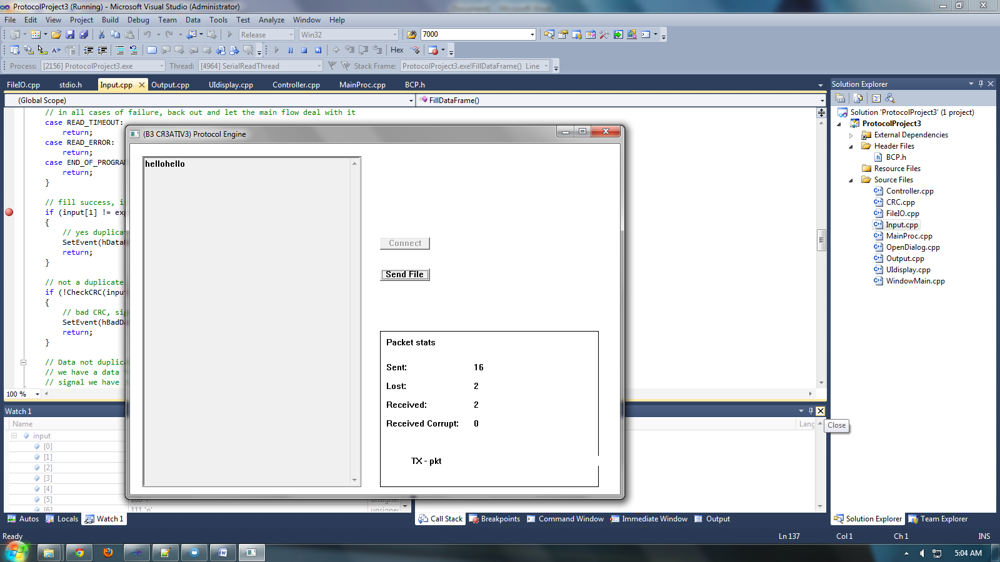 ProtocolProject3 (Running) - Microsoft Visual Studio (Administrator)
File Edit View Project Build Debug Team Data Tools Test Analyze Window Help
Release Win32 7000
Hex
Process: [2156] ProtocolProject3.exe Thread: [4964] SerialReadThread Stack Frame: ProtocolProject3.exe!FillDataFrame() Line
FileIO.cpp stdio.h Input.cpp Output.cpp UIdisplay.cpp Controller.cpp MainProc.cpp BCP.h
(Global Scope) FillDataFrame()
// in all cases of failure, back out and let the main flow deal with it
case READ_TIMEOUT:
return;
case READ_ERROR:
return;
case END_OF_PROGRAM
return;
}
// fill success, i
if (input[1] != exp
{
// yes duplicat
SetEvent(hData
return;
}
// not a duplicate
if (!CheckCRC(input
{
// bad CRC, sig
SetEvent(hBadDa
return;
}
// Data not duplica
// we have a data
// signal we have
100 %
(B3 CЯ3ATIV3) Protocol Engine
hellohello
Connect
Send File
Packet stats
Sent: 16
Lost: 2
Received: 2
Received Corrupt: 0
TX - pkt
Solution Explorer
Solution 'ProtocolProject3' (1 project)
ProtocolProject3
External Dependencies
Header Files
BCP.h
Resource Files
Source Files
Controller.cpp
CRC.cpp
FileIO.cpp
Input.cpp
MainProc.cpp
OpenDialog.cpp
Output.cpp
UIdisplay.cpp
WindowMain.cpp
Watch 1
Name
input
[0]
[1]
[2]
[3]
[4]
[5]
[6] 111 'o'
Lang
Close
Autos Locals Watch 1
Call Stack Breakpoints Command Window Immediate Window Output
Solution Explorer Team Explorer
Ready Ln 137 Col 1 Ch 1 INS
5:04 AM